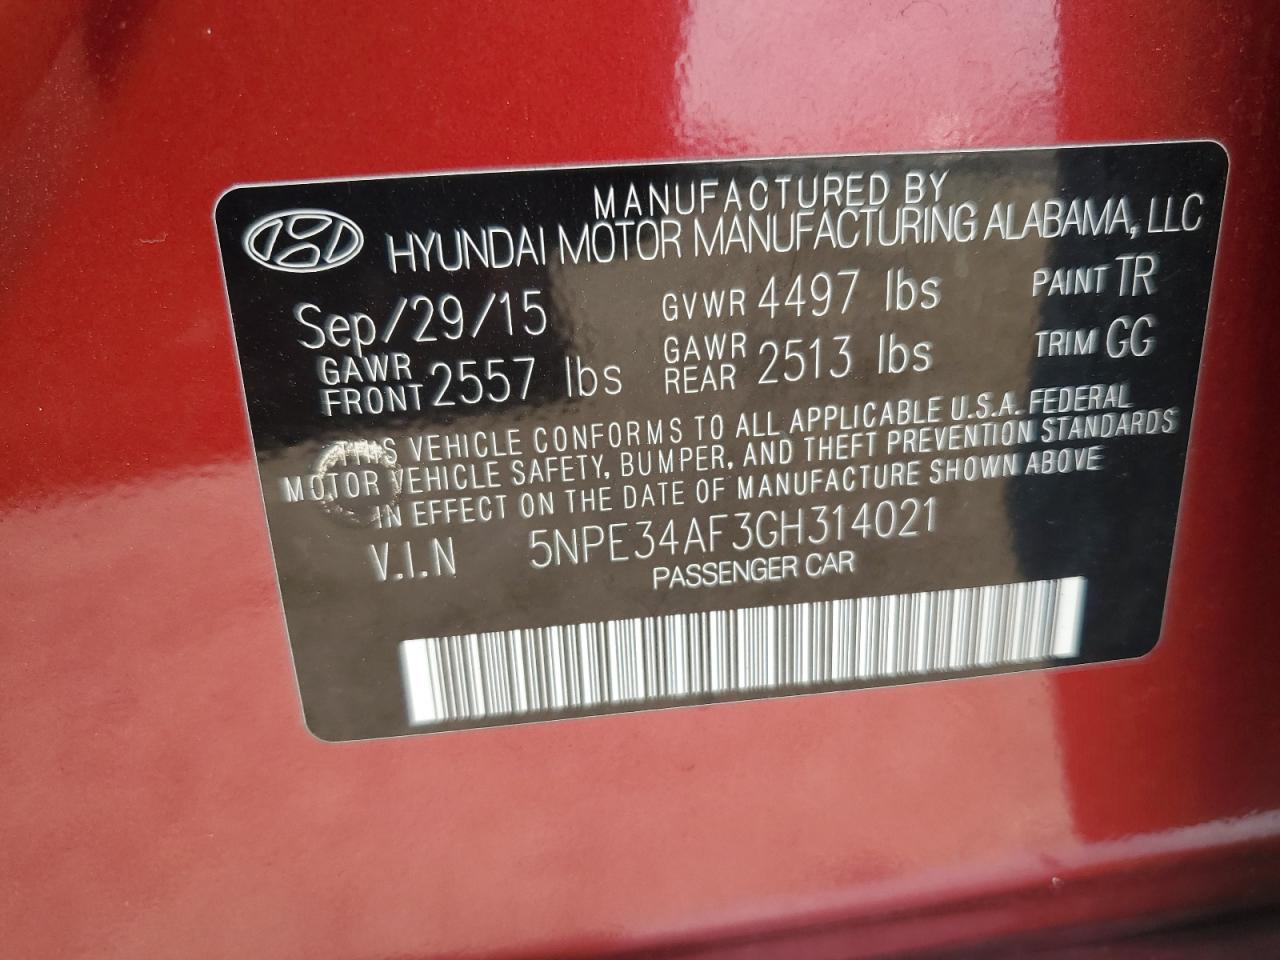 MANUFACTURED BY
HYUNDAI MOTOR MANUFACTURING ALABAMA, LLC
Sep/29/15 GVWR 4497 lbs PAINT TR
GAWR FRONT 2557 lbs GAWR REAR 2513 lbs TRIM GG
THIS VEHICLE CONFORMS TO ALL APPLICABLE U.S.A. FEDERAL
MOTOR VEHICLE SAFETY, BUMPER, AND THEFT PREVENTION STANDARDS
IN EFFECT ON THE DATE OF MANUFACTURE SHOWN ABOVE
V.I.N 5NPE34AF3GH314021
PASSENGER CAR